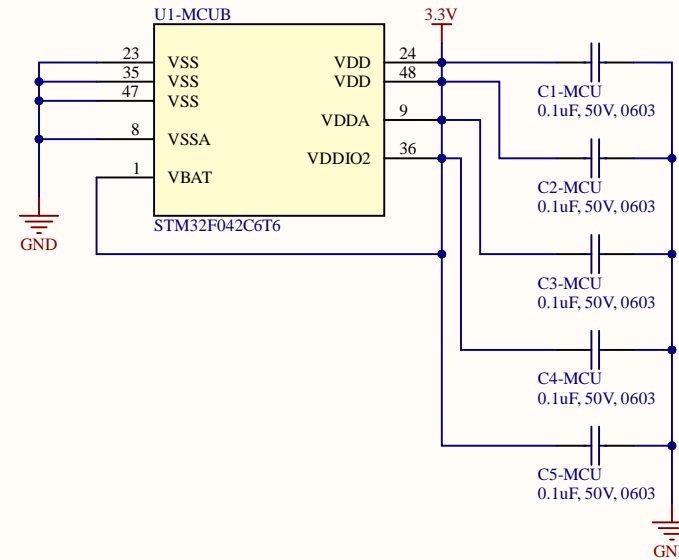 U1-MCUB
3.3V
23 VSS VDD 24
35 VSS VDD 48
47 VSS
VDDA 9
8 VSSA
VDDIO2 36
1 VBAT
STM32F042C6T6
GND
C1-MCU
0.1uF, 50V, 0603
C2-MCU
0.1uF, 50V, 0603
C3-MCU
0.1uF, 50V, 0603
C4-MCU
0.1uF, 50V, 0603
C5-MCU
0.1uF, 50V, 0603